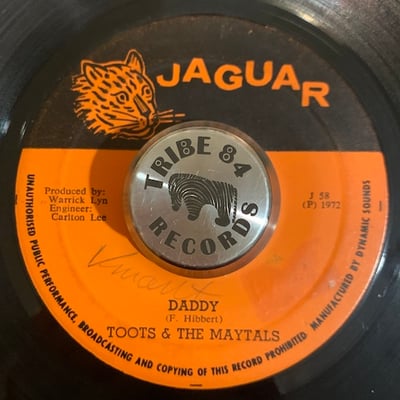 JAGUAR
TRIBE 84
RECORDS
Produced by:
Warrick Lyn
Engineer:
Carlton Lee
J 58
(P) 1972
DADDY
(F. Hibbert)
TOOTS & THE MAYTALS
UNAUTHORISED PUBLIC PERFORMANCE, BROADCASTING AND COPYING OF THIS RECORD PROHIBITED. MANUFACTURED BY DYNAMIC SOUNDS